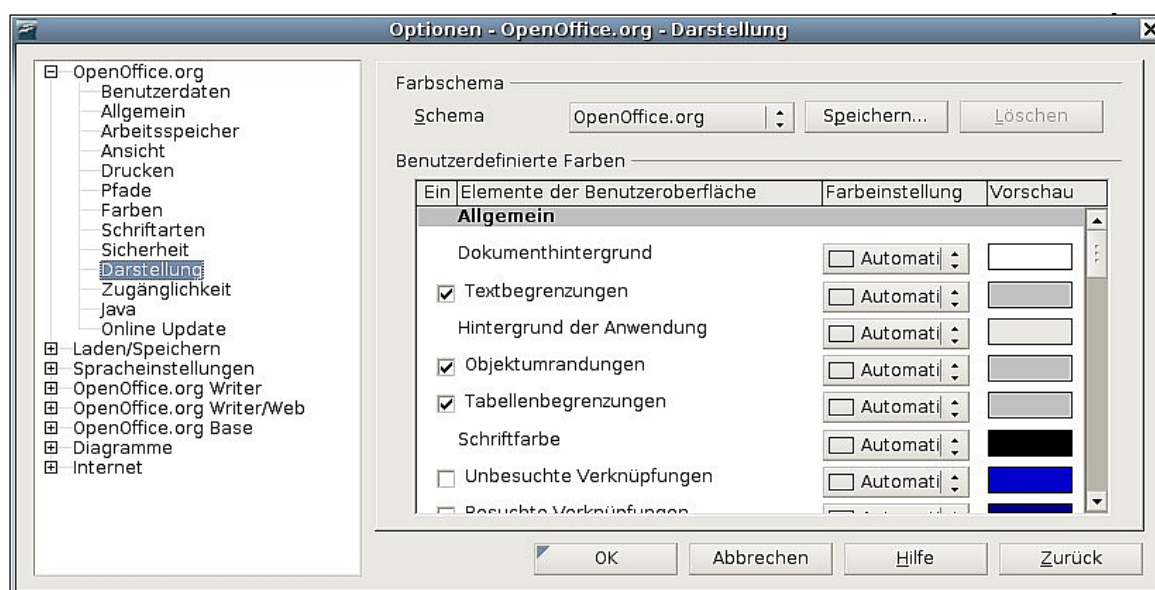 Optionen - OpenOffice.org - Darstellung
OpenOffice.org
Benutzerdaten
Allgemein
Arbeitsspeicher
Ansicht
Drucken
Pfade
Farben
Schriftarten
Sicherheit
Darstellung
Zugänglichkeit
Java
Online Update
Laden/Speichern
Spracheinstellungen
OpenOffice.org Writer
OpenOffice.org Writer/Web
OpenOffice.org Base
Diagramme
Internet
Farbschema
Schema OpenOffice.org Speichern... Löschen
Benutzerdefinierte Farben
Ein Elemente der Benutzeroberfläche Farbeinstellung Vorschau
Allgemein
Dokumenthintergrund Automati
Textbegrenzungen Automati
Hintergrund der Anwendung Automati
Objektumrandungen Automati
Tabellenbegrenzungen Automati
Schriftfarbe Automati
Unbesuchte Verknüpfungen Automati
Besuchte Verknüpfungen
OK Abbrechen Hilfe Zurück